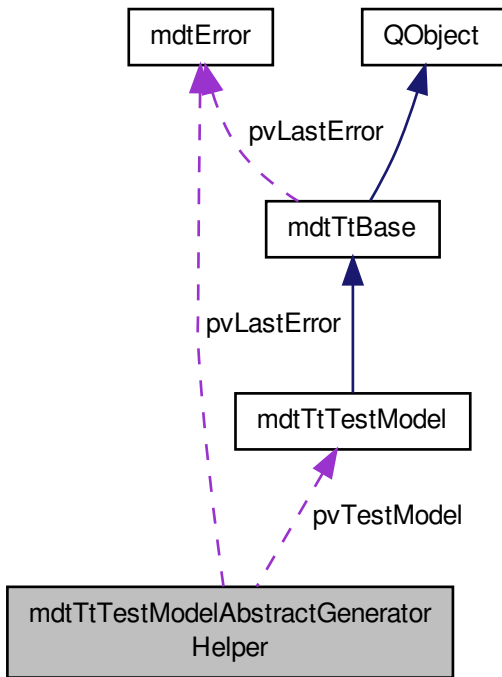 mdtError
QObject
pvLastError
mdtTtBase
pvLastError
mdtTtTestModel
pvTestModel
mdtTtTestModelAbstractGenerator
Helper